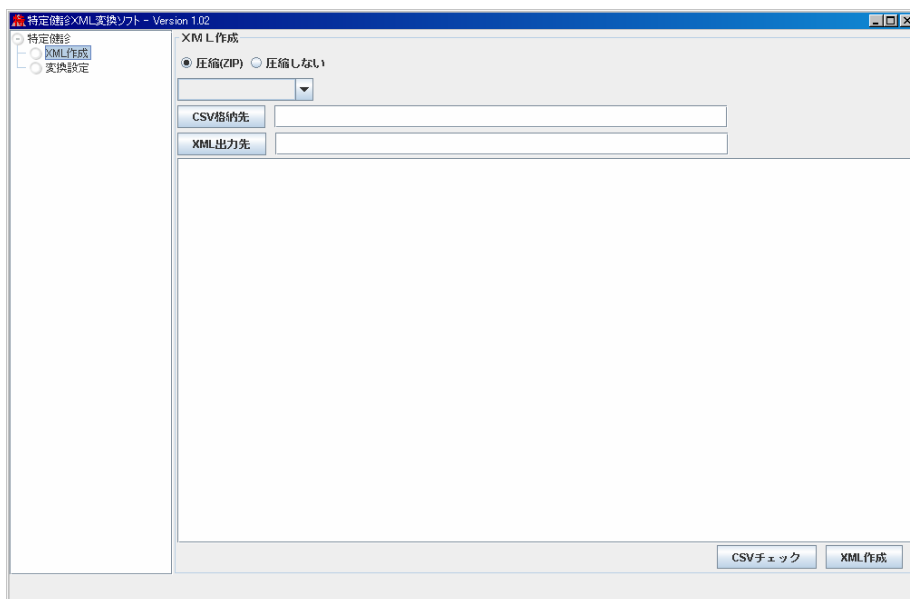 特定健診XML変換ソフト - Version 1.02
特定健診
XML作成
変換設定
XML作成
圧縮(ZIP) 圧縮しない
CSV格納先
XML出力先
CSVチェック XML作成